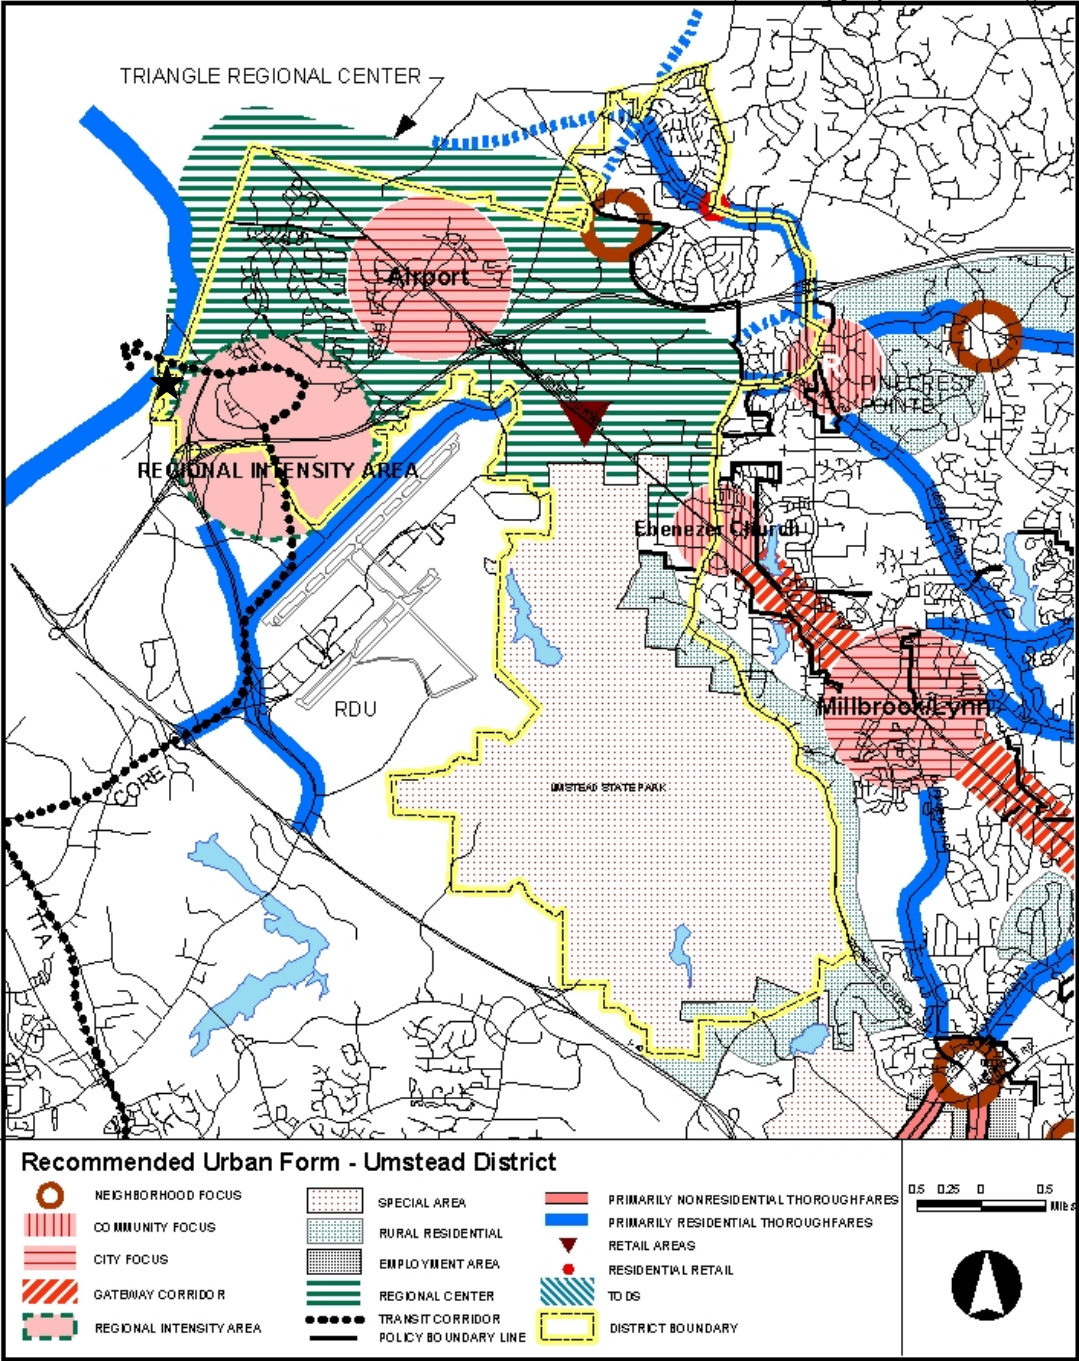 TRIANGLE REGIONAL CENTER
Airport
R
PINECREST
POINTE
REGIONAL INTENSITY AREA
Ebenezer Church
Millbrook/Lynn
RDU
UMSTEAD STATE PARK
CORE
TTA
I-40
Recommended Urban Form - Umstead District
NEIGHBORHOOD FOCUS
COMMUNITY FOCUS
CITY FOCUS
GATEWAY CORRIDOR
REGIONAL INTENSITY AREA
SPECIAL AREA
RURAL RESIDENTIAL
EMPLOYMENT AREA
REGIONAL CENTER
TRANSIT CORRIDOR
POLICY BOUNDARY LINE
PRIMARILY NONRESIDENTIAL THOROUGHFARES
PRIMARILY RESIDENTIAL THOROUGHFARES
RETAIL AREAS
RESIDENTIAL RETAIL
TODS
DISTRICT BOUNDARY
0.5 0.25 0 0.5
Miles